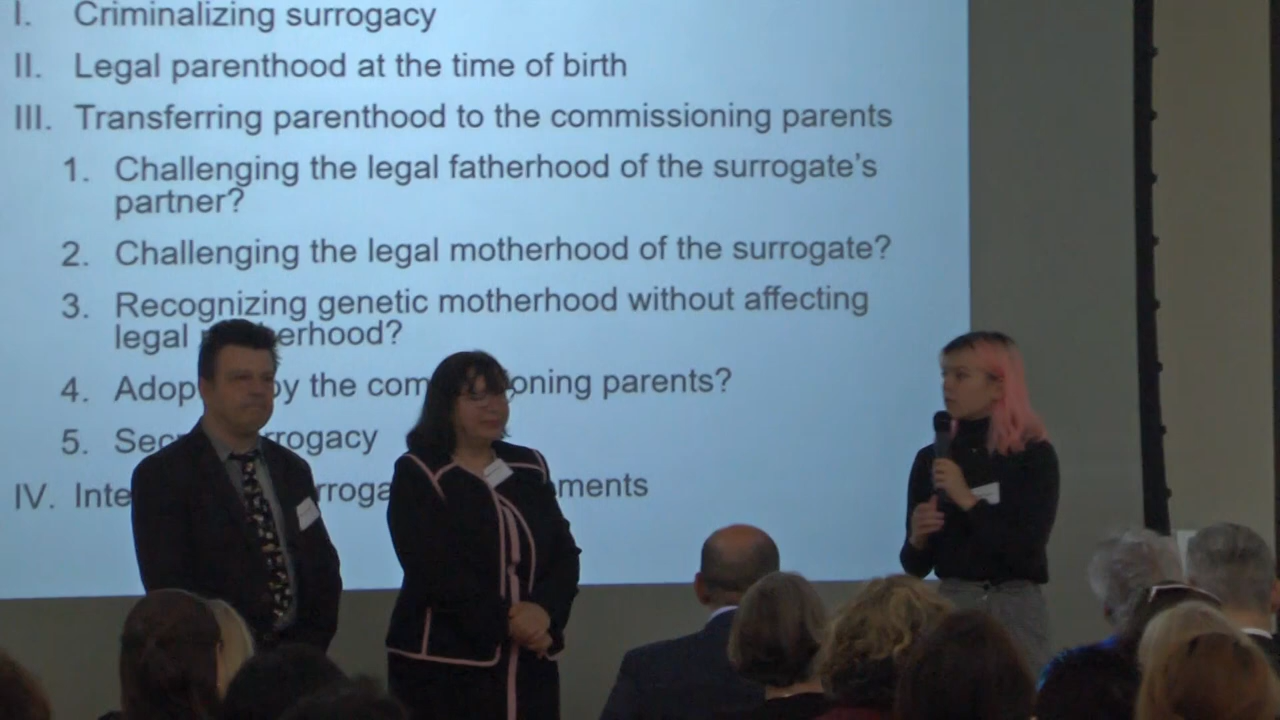 I. Criminalizing surrogacy
II. Legal parenthood at the time of birth
III. Transferring parenthood to the commissioning parents
1. Challenging the legal fatherhood of the surrogate's
partner?
2. Challenging the legal motherhood of the surrogate?
3. Recognizing genetic motherhood without affecting
legal erhood?
4. Adop by the com oning parents?
5. Sec rrogacy
IV. Inte rroga ments